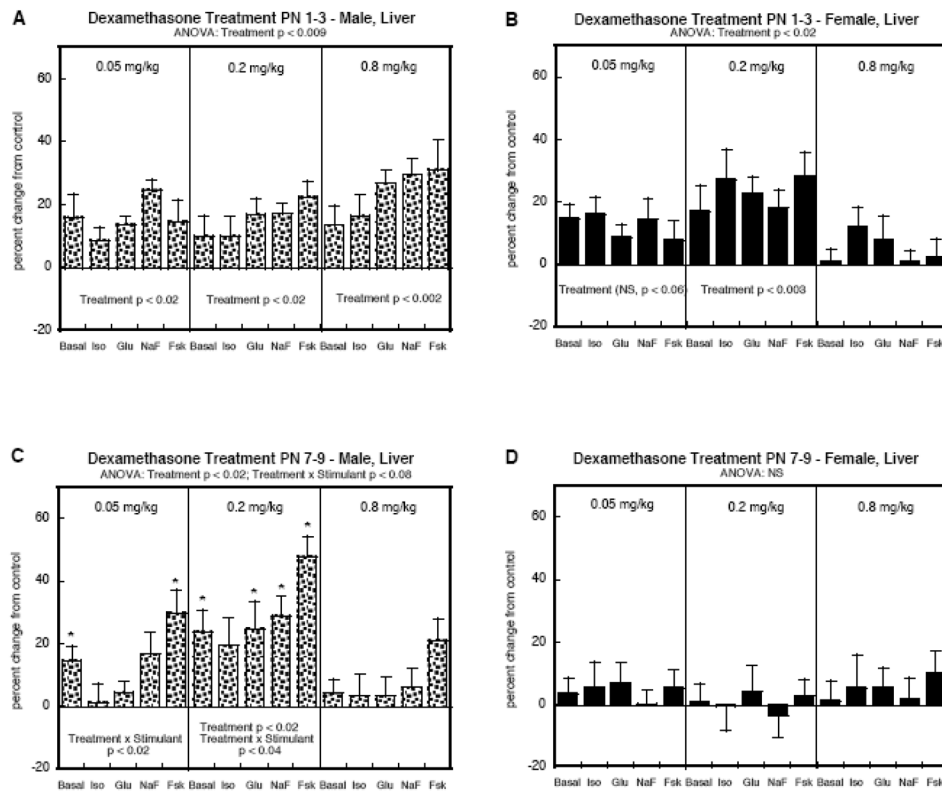 A
Dexamethasone Treatment PN 1-3 - Male, Liver
ANOVA: Treatment p < 0.009
percent change from control
60
40
20
0
-20
0.05 mg/kg
0.2 mg/kg
0.8 mg/kg
Treatment p < 0.02
Treatment p < 0.02
Treatment p < 0.002
Basal Iso Glu NaF Fsk Basal Iso Glu NaF Fsk Basal Iso Glu NaF Fsk
B
Dexamethasone Treatment PN 1-3 - Female, Liver
ANOVA: Treatment p < 0.02
percent change from control
60
40
20
0
-20
0.05 mg/kg
0.2 mg/kg
0.8 mg/kg
Treatment (NS, p < 0.06)
Treatment p < 0.003
Basal Iso Glu NaF Fsk Basal Iso Glu NaF Fsk Basal Iso Glu NaF Fsk
C
Dexamethasone Treatment PN 7-9 - Male, Liver
ANOVA: Treatment p < 0.02; Treatment x Stimulant p < 0.08
percent change from control
60
40
20
0
-20
0.05 mg/kg
0.2 mg/kg
0.8 mg/kg
* * * * * *
Treatment x Stimulant
p < 0.02
Treatment p < 0.02
Treatment x Stimulant
p < 0.04
Basal Iso Glu NaF Fsk Basal Iso Glu NaF Fsk Basal Iso Glu NaF Fsk
D
Dexamethasone Treatment PN 7-9 - Female, Liver
ANOVA: NS
percent change from control
60
40
20
0
-20
0.05 mg/kg
0.2 mg/kg
0.8 mg/kg
Basal Iso Glu NaF Fsk Basal Iso Glu NaF Fsk Basal Iso Glu NaF Fsk